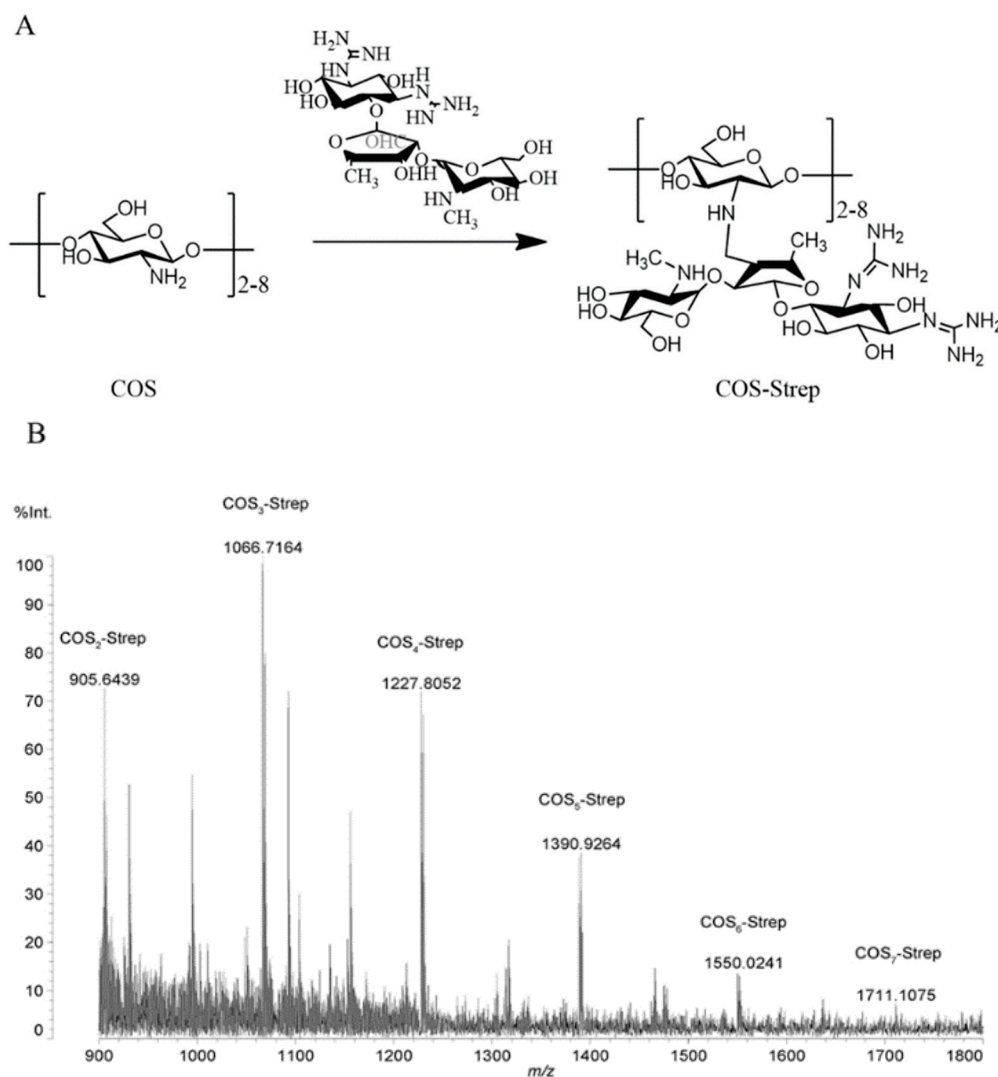 A
H₂N
NH
HN
HO
HO
OH
H
N
NH₂
HN
O
O
OHC
CH₃
OHH
O
O
OH
OH
OH
HN
CH₃
OH
O
HO
O
O
NH₂
2-8
COS
OH
O
HO
O
O
HN
2-8
H₃C
NH
O
CH₃
O
O
HO
HO
O
OH
O
HO
OH
N
NH₂
NH₂
OH
N
NH₂
NH₂
COS-Strep
B
%Int.
COS₃-Strep
1066.7164
COS₂-Strep
905.6439
COS₄-Strep
1227.8052
COS₅-Strep
1390.9264
COS₆-Strep
1550.0241
COS₇-Strep
1711.1075
100
90
80
70
60
50
40
30
20
10
0
900 1000 1100 1200 1300 1400 1500 1600 1700 1800
m/z